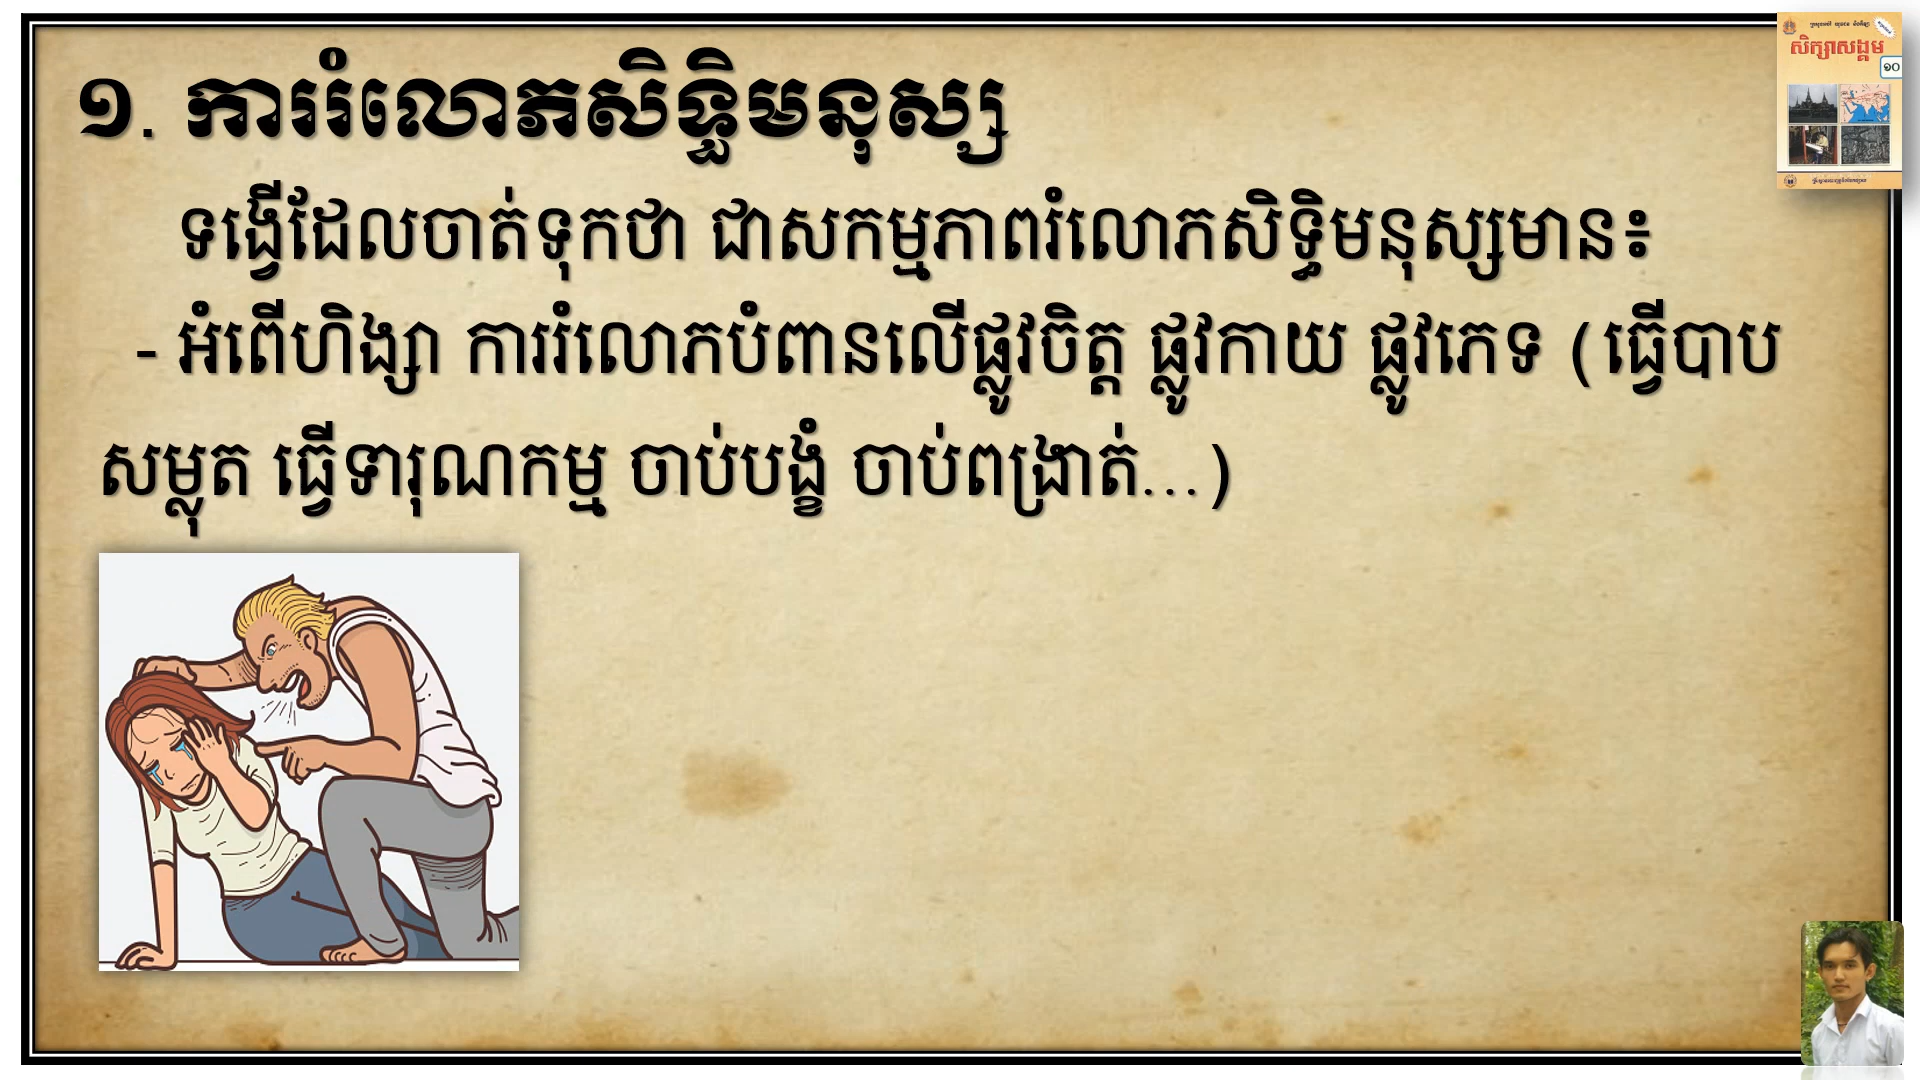 ១. ការរំលោភសិទ្ធិមនុស្ស
ទង្វើដែលចាត់ទុកថា ជាសកម្មភាពរំលោភសិទ្ធិមនុស្សមាន៖
- អំពើហិង្សា ការរំលោភបំពានលើផ្លូវចិត្ត ផ្លូវកាយ ផ្លូវភេទ (ធ្វើបាប
សម្លុត ធ្វើទារុណកម្ម ចាប់បង្ខំ ចាប់ពង្រាត់...)
សិក្សាសង្គម
១០